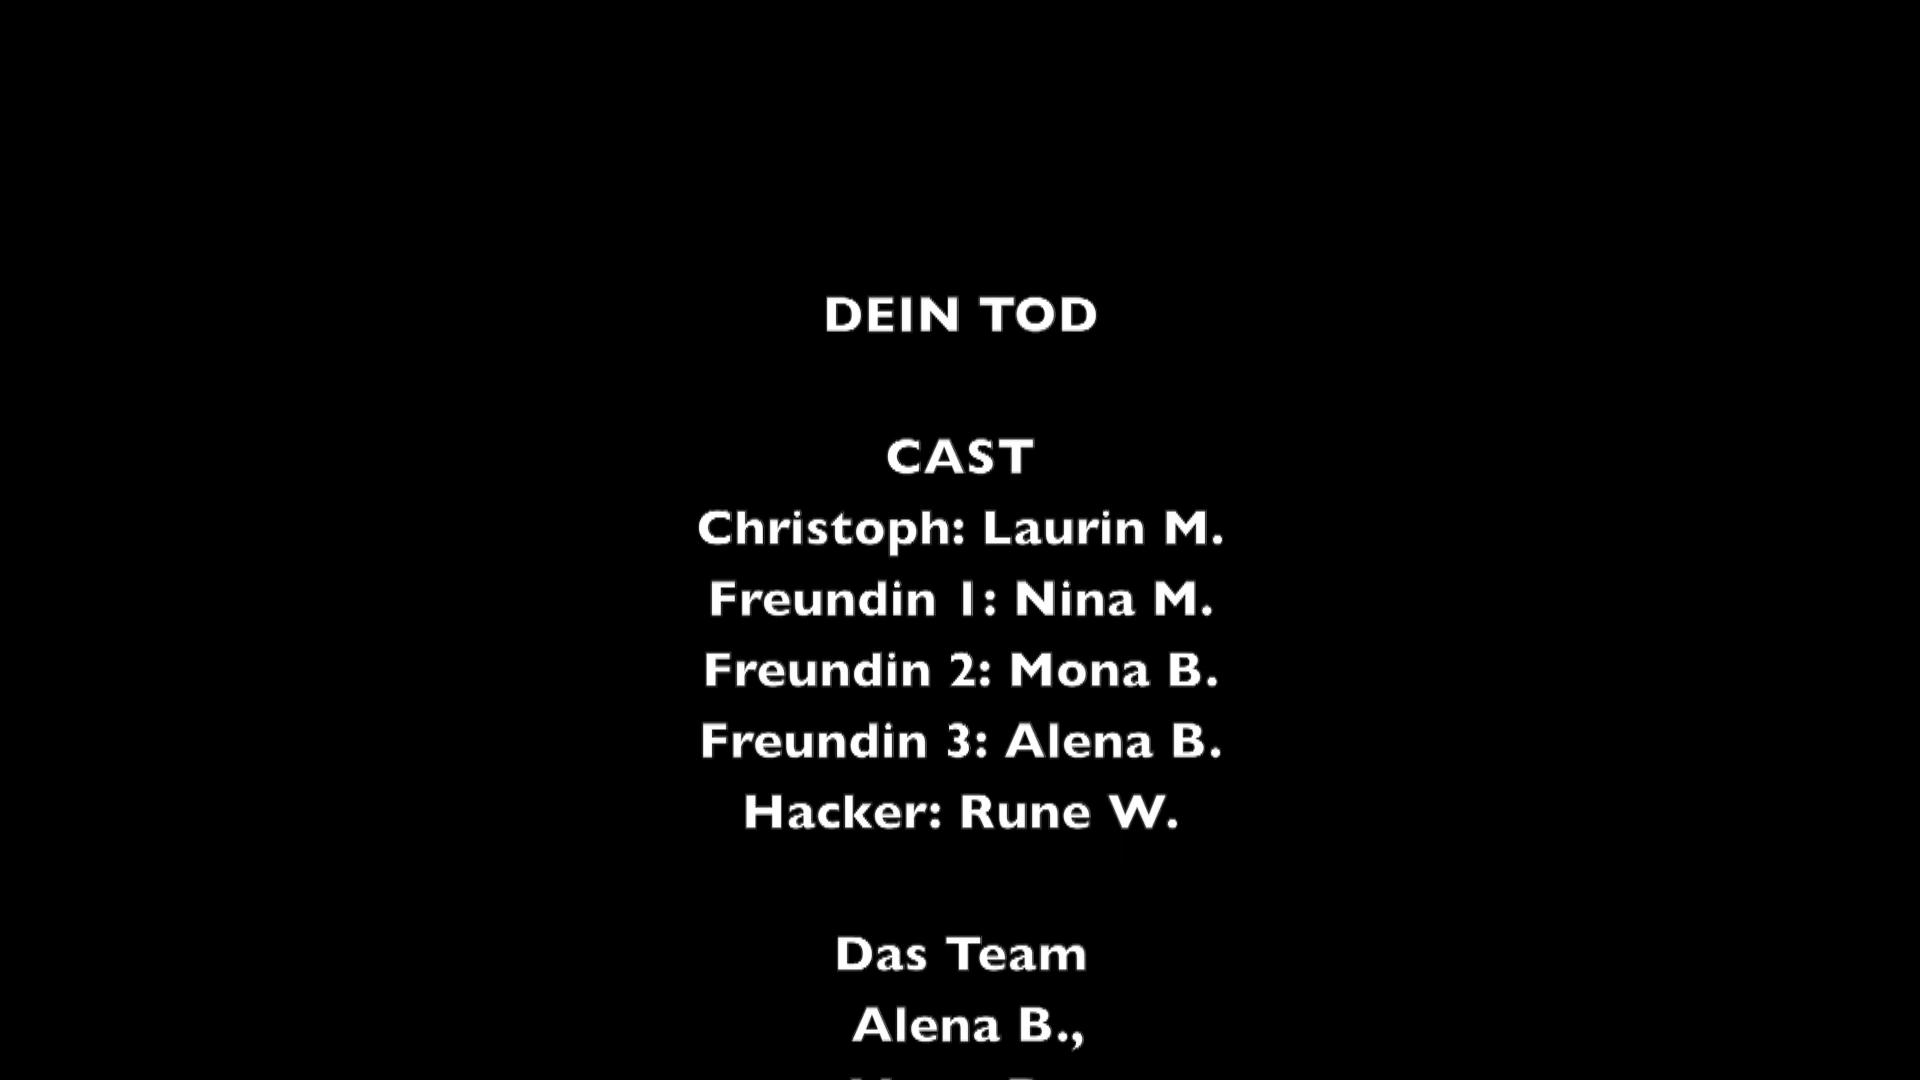 DEIN TOD
CAST
Christoph: Laurin M.
Freundin 1: Nina M.
Freundin 2: Mona B.
Freundin 3: Alena B.
Hacker: Rune W.
Das Team
Alena B.,